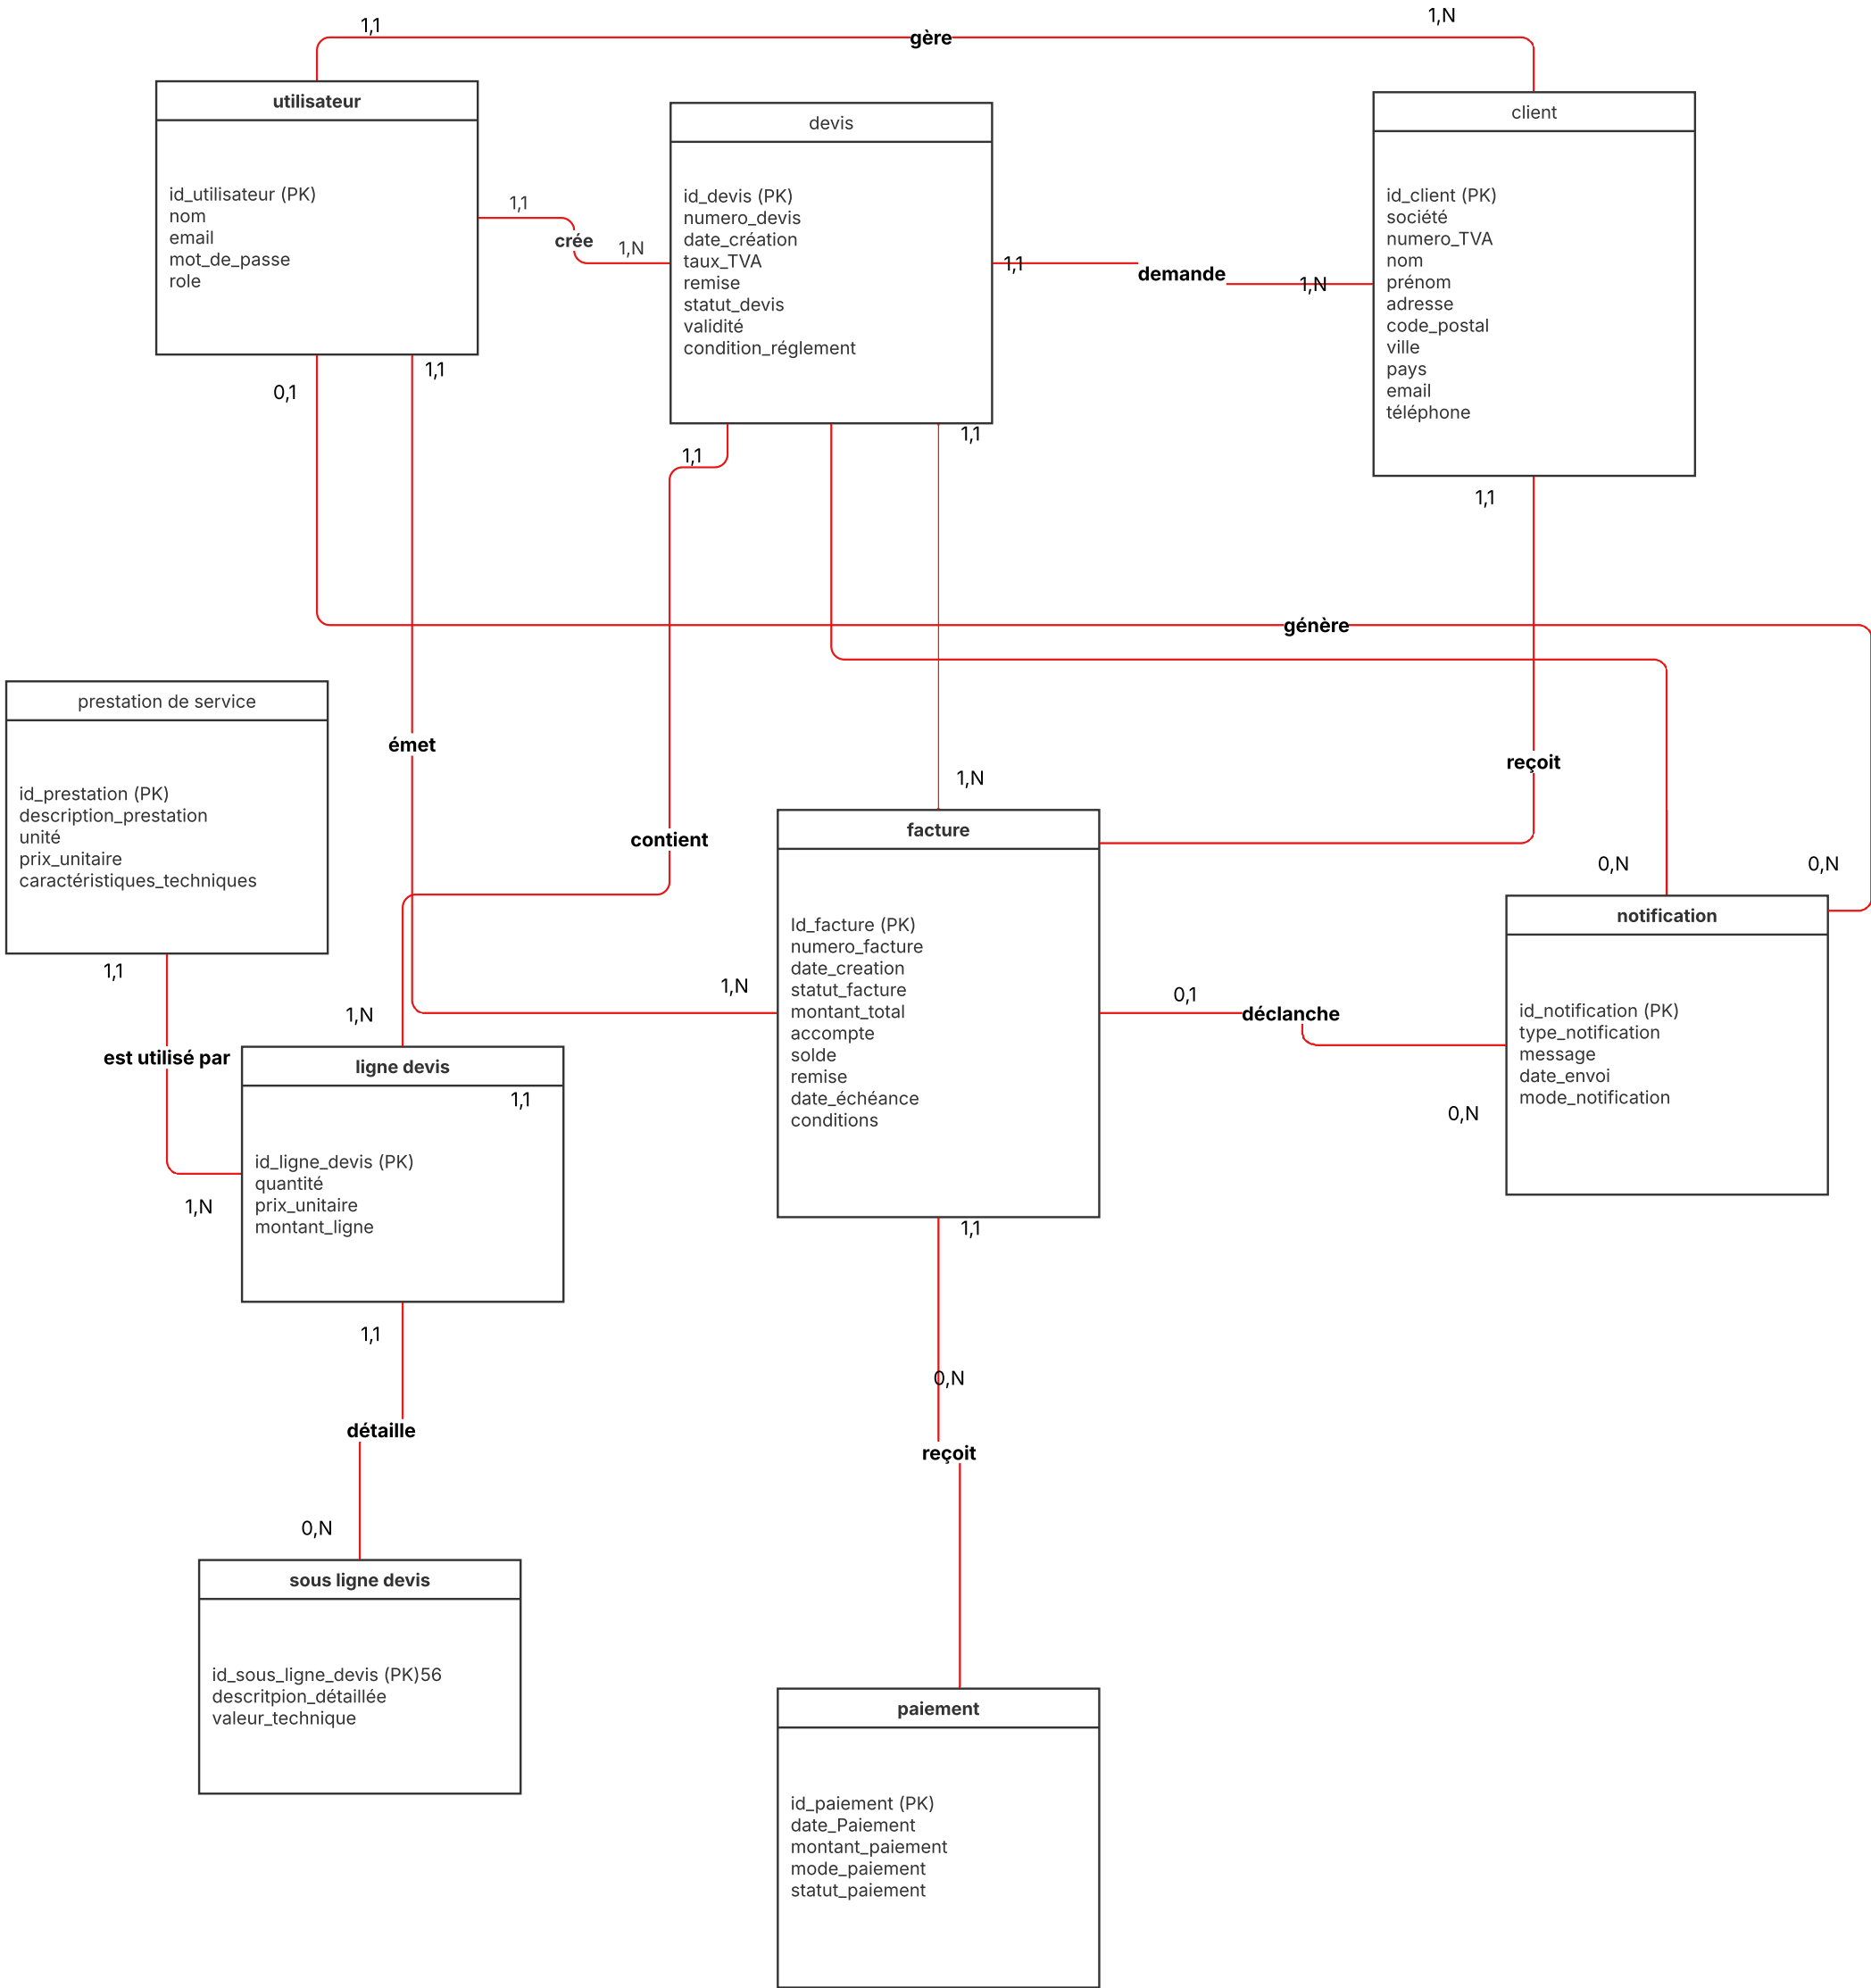 1,1
1,N
gère
utilisateur
id_utilisateur (PK)
nom
email
mot_de_passe
role
1,1
crée
1,N
devis
id_devis (PK)
numero_devis
date_création
taux_TVA
remise
statut_devis
validité
condition_réglement
1,1
demande
1,N
client
id_client (PK)
société
numero_TVA
nom
prénom
adresse
code_postal
ville
pays
email
téléphone
0,1
1,1
1,1
1,1
1,1
génère
prestation de service
id_prestation (PK)
description_prestation
unité
prix_unitaire
caractéristiques_techniques
émet
contient
1,N
reçoit
facture
Id_facture (PK)
numero_facture
date_creation
statut_facture
montant_total
accompte
solde
remise
date_échéance
conditions
0,N
0,N
notification
id_notification (PK)
type_notification
message
date_envoi
mode_notification
1,1
1,N
1,N
0,1
déclanche
0,N
est utilisé par
1,N
ligne devis
1,1
id_ligne_devis (PK)
quantité
prix_unitaire
montant_ligne
1,1
0,N
reçoit
1,1
détaille
0,N
sous ligne devis
id_sous_ligne_devis (PK)56
descritpion_détaillée
valeur_technique
paiement
id_paiement (PK)
date_Paiement
montant_paiement
mode_paiement
statut_paiement